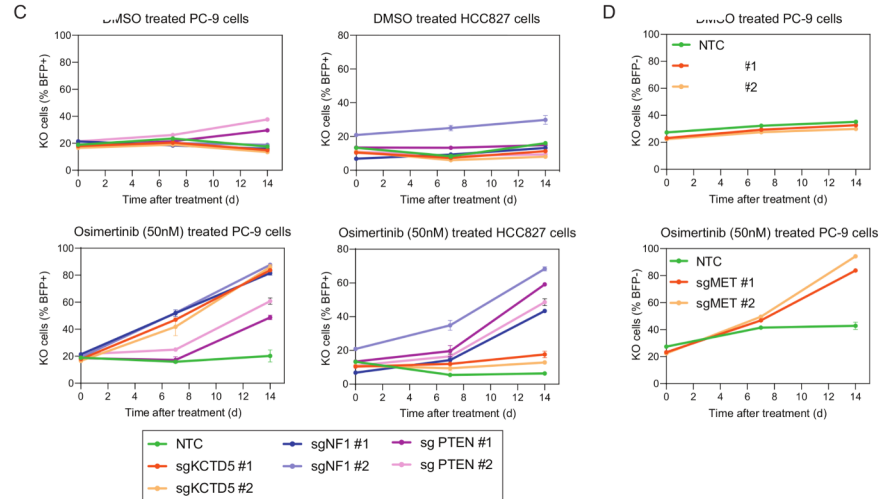 C
DMSO treated PC-9 cells
DMSO treated HCC827 cells
D
DMSO treated PC-9 cells
KO cells (% BFP+)
100
80
60
40
20
0
0 2 4 6 8 10 12 14
Time after treatment (d)
KO cells (% BFP+)
80
60
40
20
0
0 2 4 6 8 10 12 14
Time after treatment (d)
KO cells (% BFP-)
100
80
60
40
20
0
NTC
#1
#2
0 2 4 6 8 10 12 14
Time after treatment (d)
Osimertinib (50nM) treated PC-9 cells
Osimertinib (50nM) treated HCC827 cells
Osimertinib (50nM) treated PC-9 cells
KO cells (% BFP+)
100
80
60
40
20
0
0 2 4 6 8 10 12 14
Time after treatment (d)
KO cells (% BFP+)
80
60
40
20
0
0 2 4 6 8 10 12 14
Time after treatment (d)
KO cells (% BFP-)
100
80
60
40
20
0
NTC
sgMET #1
sgMET #2
0 2 4 6 8 10 12 14
Time after treatment (d)
NTC
sgNF1 #1
sg PTEN #1
sgKCTD5 #1
sgNF1 #2
sg PTEN #2
sgKCTD5 #2